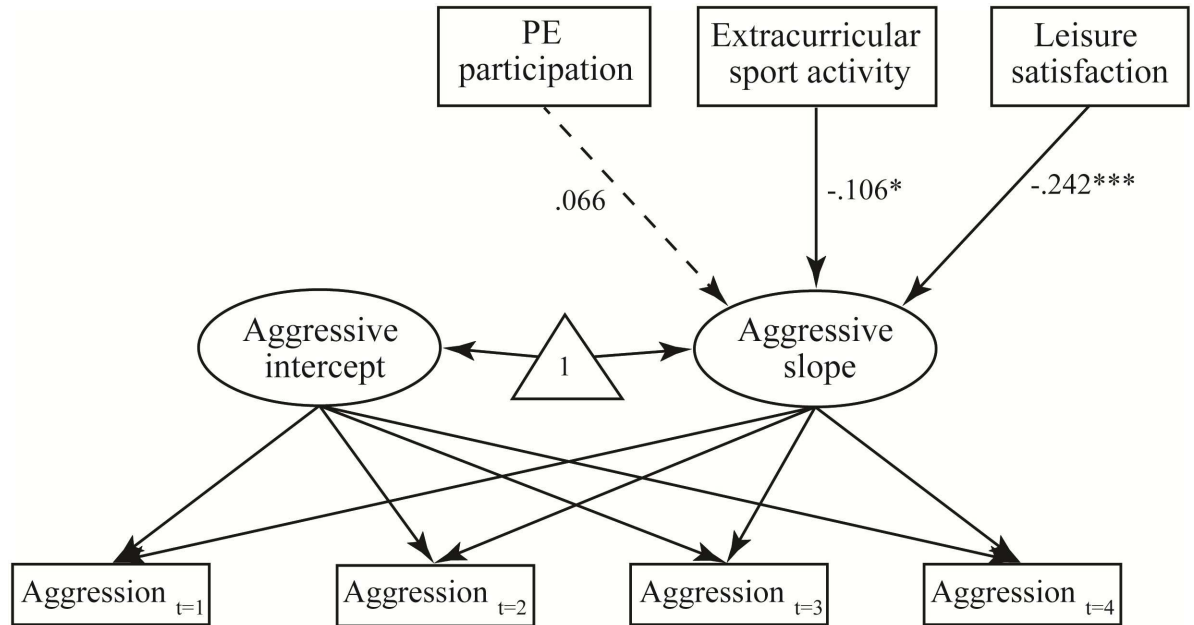 PE
participation
Extracurricular
sport activity
Leisure
satisfaction
.066
-.106*
-.242***
Aggressive
intercept
1
Aggressive
slope
Aggression t=1
Aggression t=2
Aggression t=3
Aggression t=4